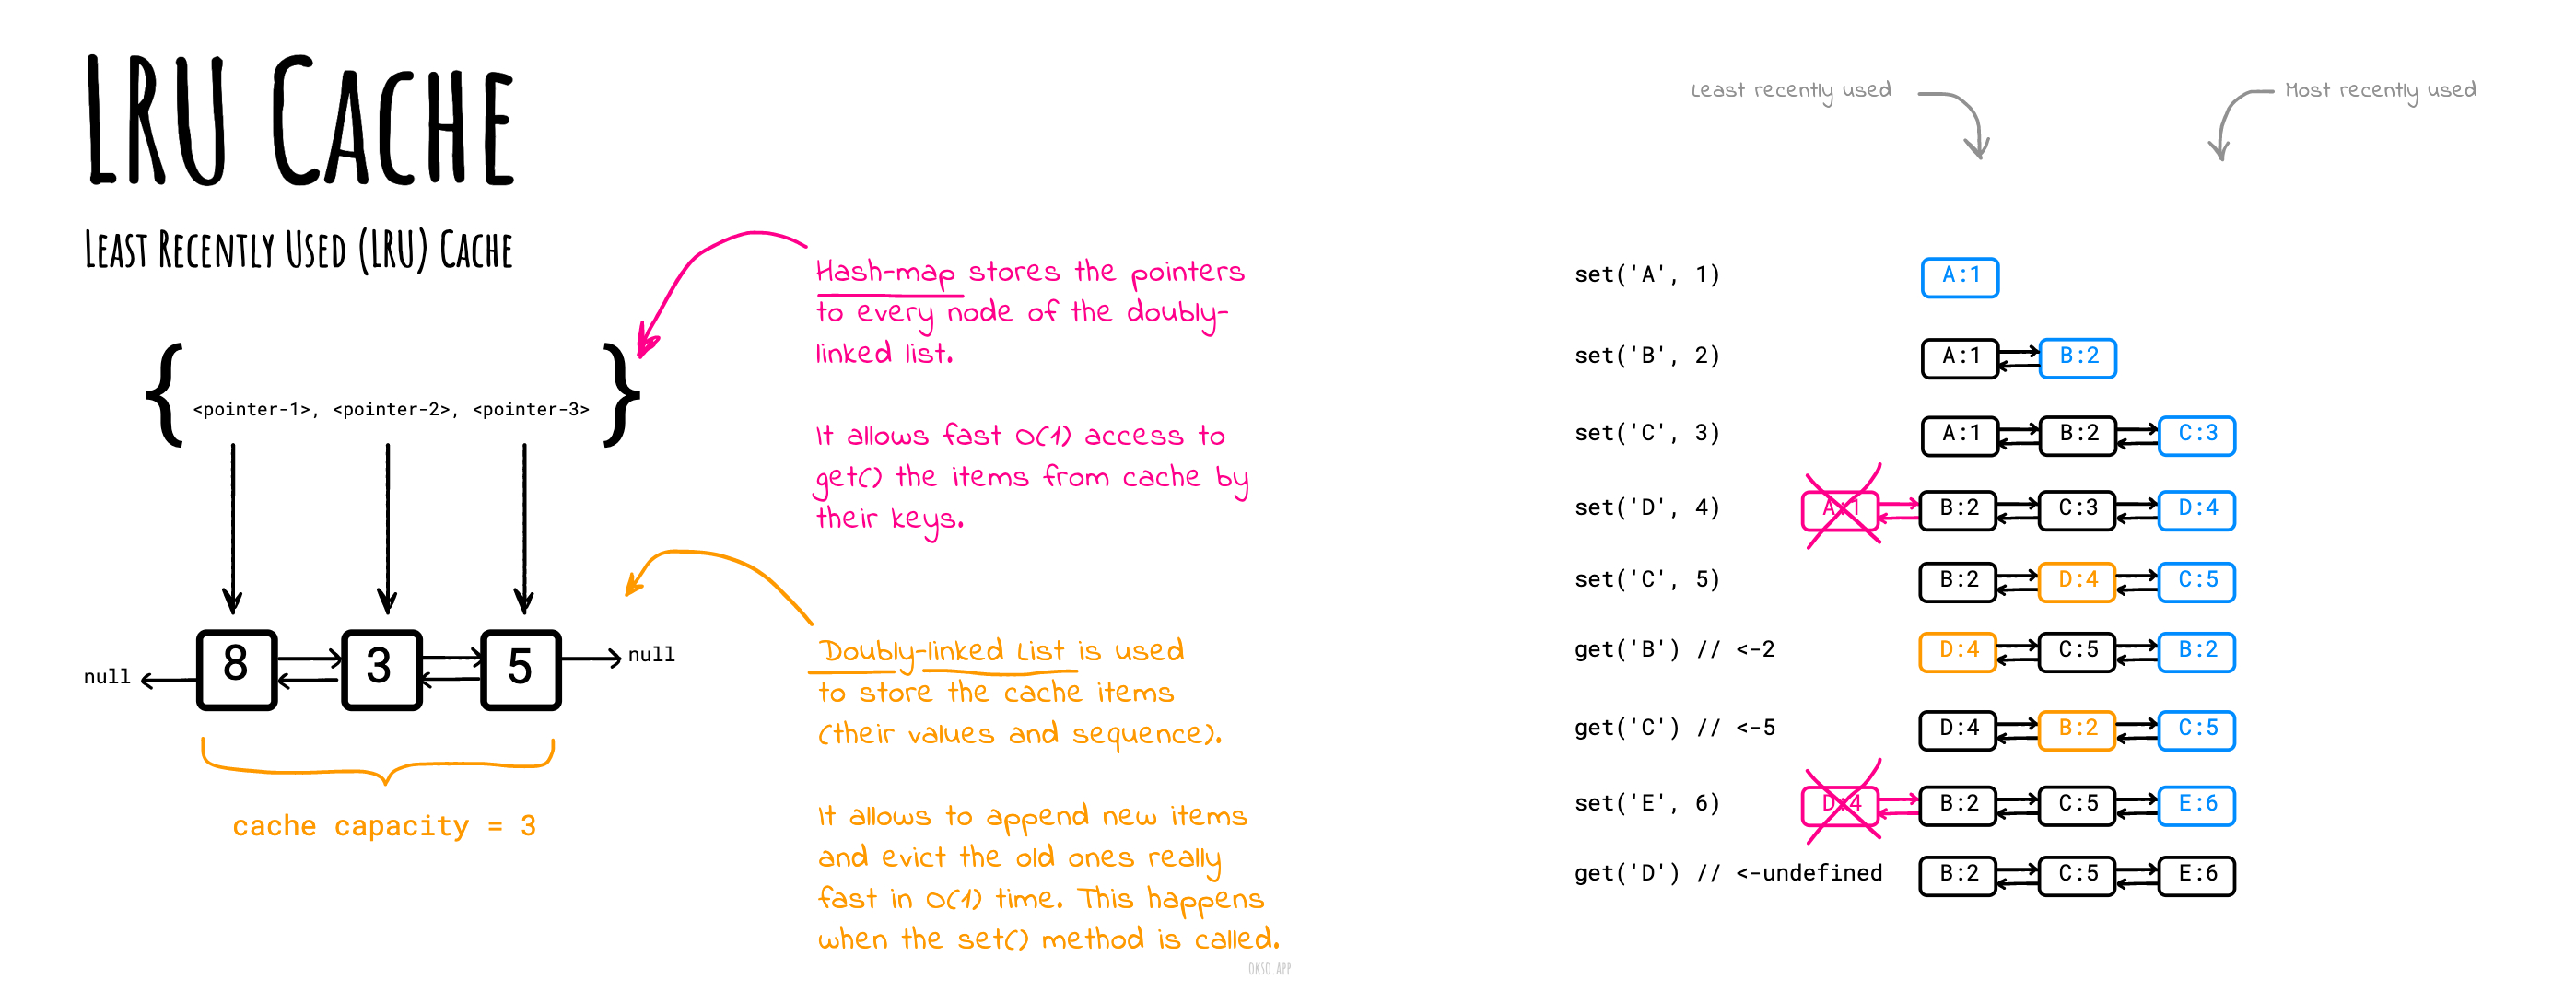 LRU CACHE
LEAST RECENTLY USED (LRU) CACHE
{ <pointer-1>, <pointer-2>, <pointer-3> }
8 3 5
null
null
cache capacity = 3
Hash-map stores the pointers
to every node of the doubly-
linked list.
It allows fast O(1) access to
get() the items from cache by
their keys.
Doubly-linked List is used
to store the cache items
(their values and sequence).
It allows to append new items
and evict the old ones really
fast in O(1) time. This happens
when the set() method is called.
OKSO.APP
Least recently used
Most recently used
set('A', 1) A:1
set('B', 2) A:1 B:2
set('C', 3) A:1 B:2 C:3
set('D', 4) A:1 B:2 C:3 D:4
set('C', 5) B:2 D:4 C:5
get('B') // <-2 D:4 C:5 B:2
get('C') // <-5 D:4 B:2 C:5
set('E', 6) D:4 B:2 C:5 E:6
get('D') // <-undefined B:2 C:5 E:6